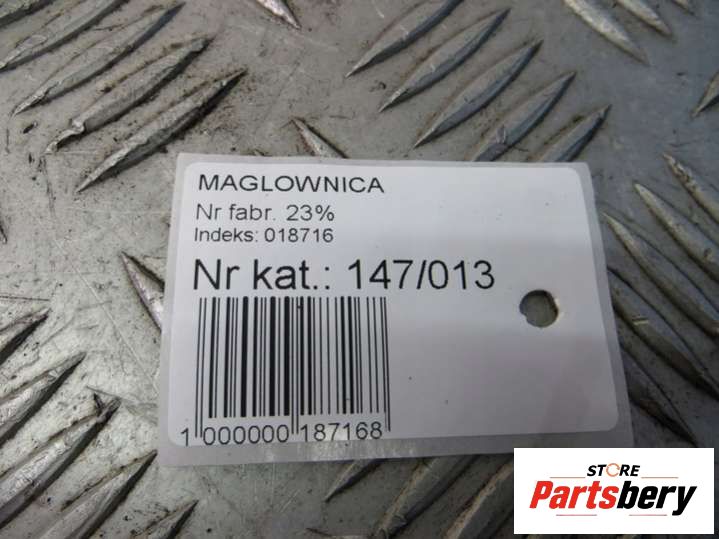 MAGLOWNICA
Nr fabr. 23%
Indeks: 018716
Nr kat.: 147/013
1 000000 187168
STORE
Partsbery